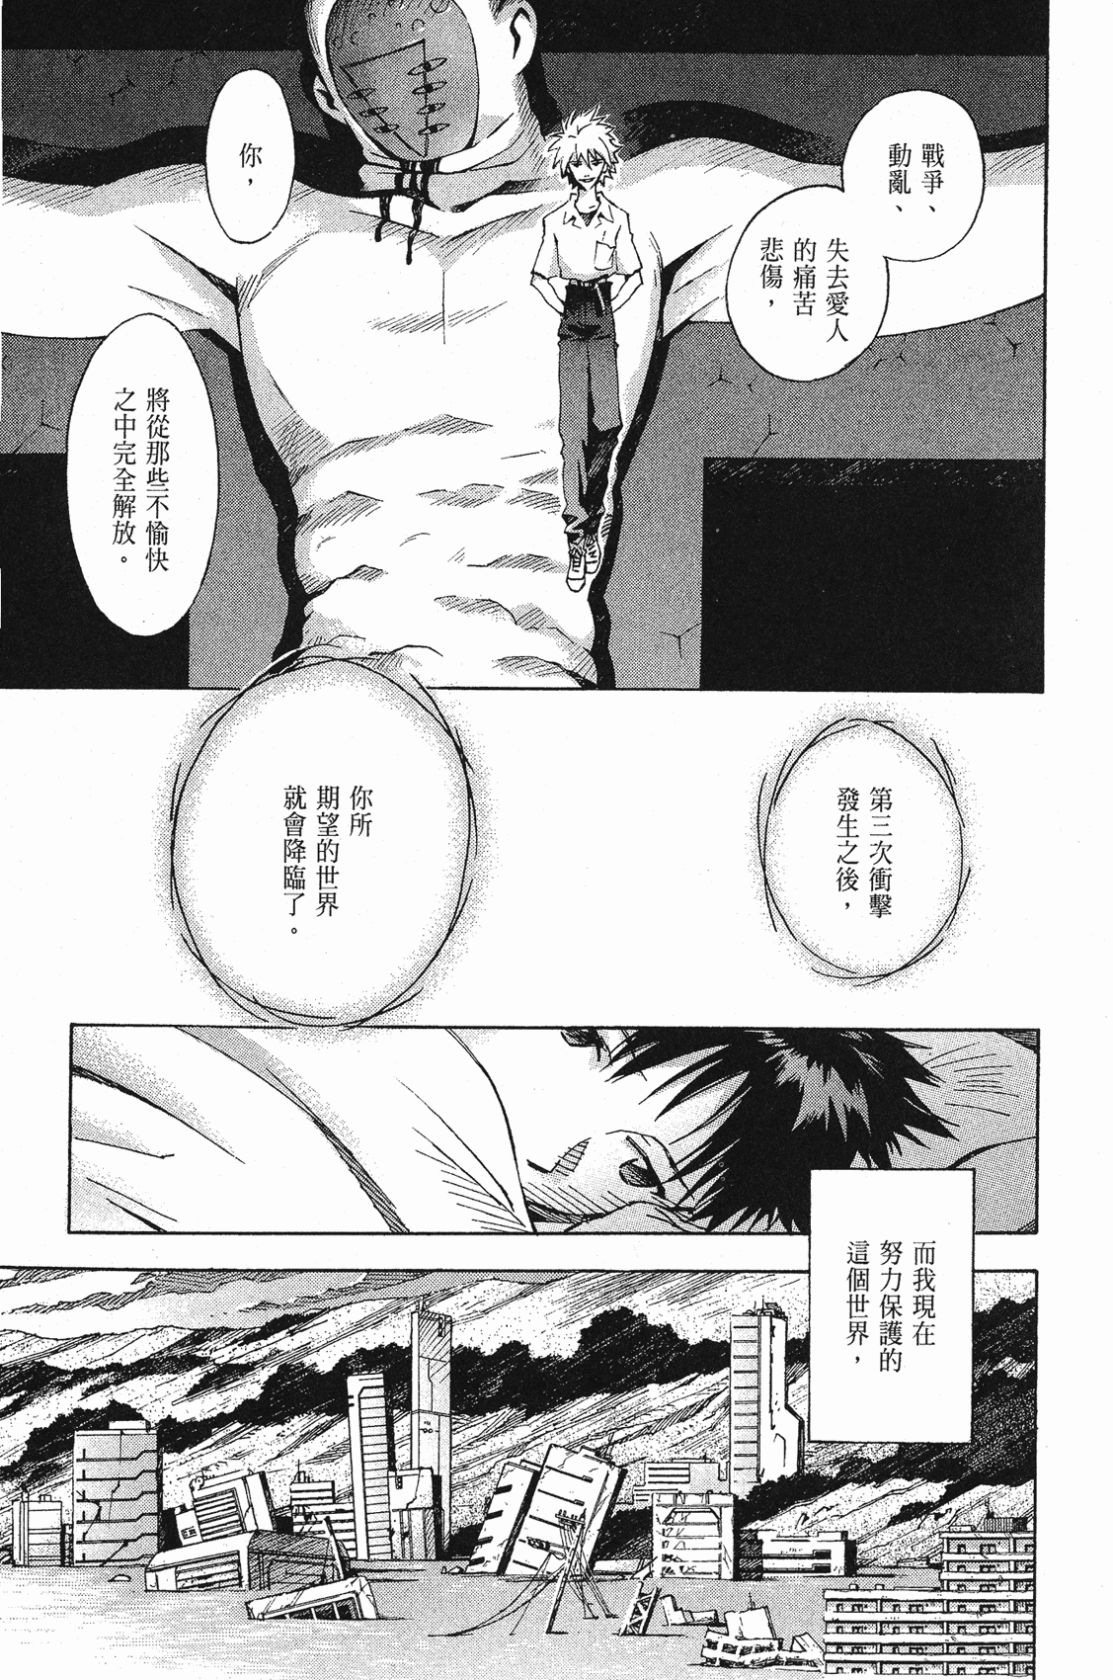 戰爭、
動亂、
失去愛人
的痛苦
悲傷，
你，
將從那些不愉快
之中完全解放。
第三次衝擊
發生之後，
你所
期望的世界
就會降臨了。
而我現在
努力保護的
這個世界，